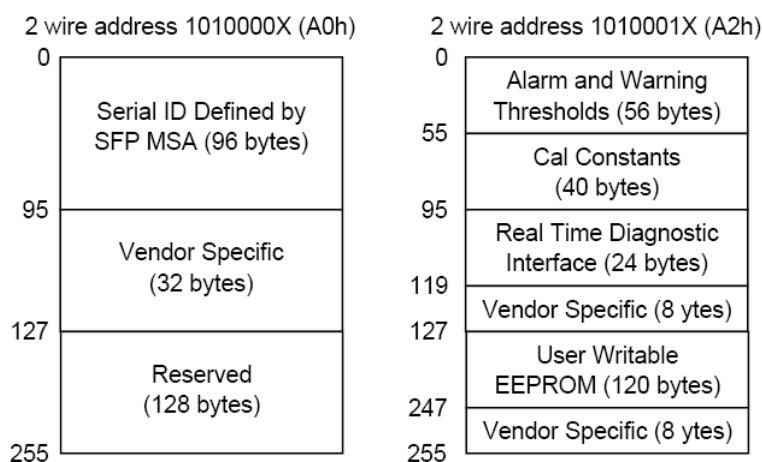 2 wire address 1010000X (A0h)
0
Serial ID Defined by
SFP MSA (96 bytes)
95
Vendor Specific
(32 bytes)
127
Reserved
(128 bytes)
255
2 wire address 1010001X (A2h)
0
Alarm and Warning
Thresholds (56 bytes)
55
Cal Constants
(40 bytes)
95
Real Time Diagnostic
Interface (24 bytes)
119
Vendor Specific (8 ytes)
127
User Writable
EEPROM (120 bytes)
247
Vendor Specific (8 ytes)
255